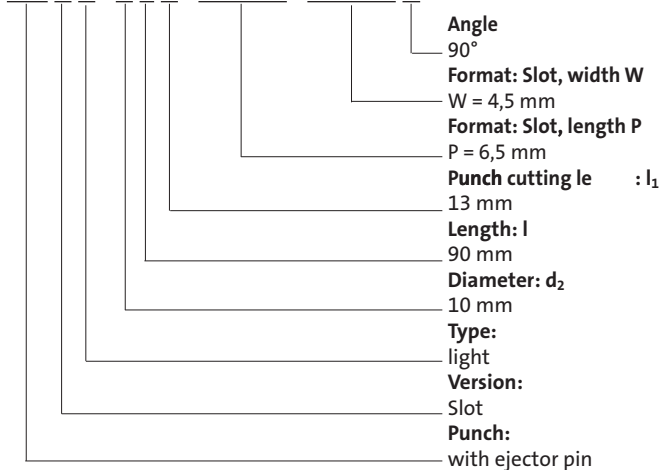 Angle
90°
Format: Slot, width W
W = 4,5 mm
Format: Slot, length P
P = 6,5 mm
Punch cutting le : l₁
13 mm
Length: l
90 mm
Diameter: d₂
10 mm
Type:
light
Version:
Slot
Punch:
with ejector pin